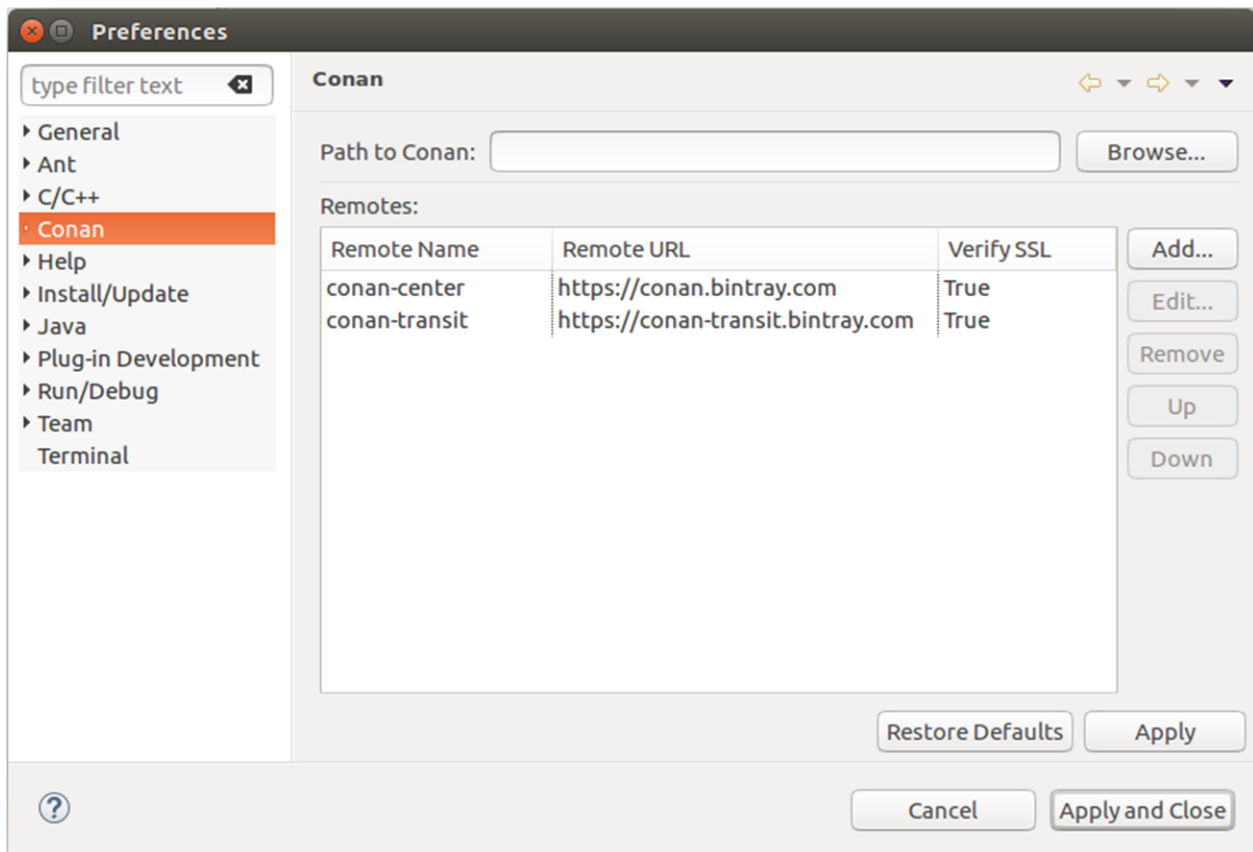 Preferences
type filter text
General
Ant
C/C++
Conan
Help
Install/Update
Java
Plug-in Development
Run/Debug
Team
Terminal
Conan
Path to Conan:
Browse...
Remotes:
Remote Name Remote URL Verify SSL
conan-center https://conan.bintray.com True
conan-transit https://conan-transit.bintray.com True
Add...
Edit...
Remove
Up
Down
Restore Defaults Apply
? Cancel Apply and Close